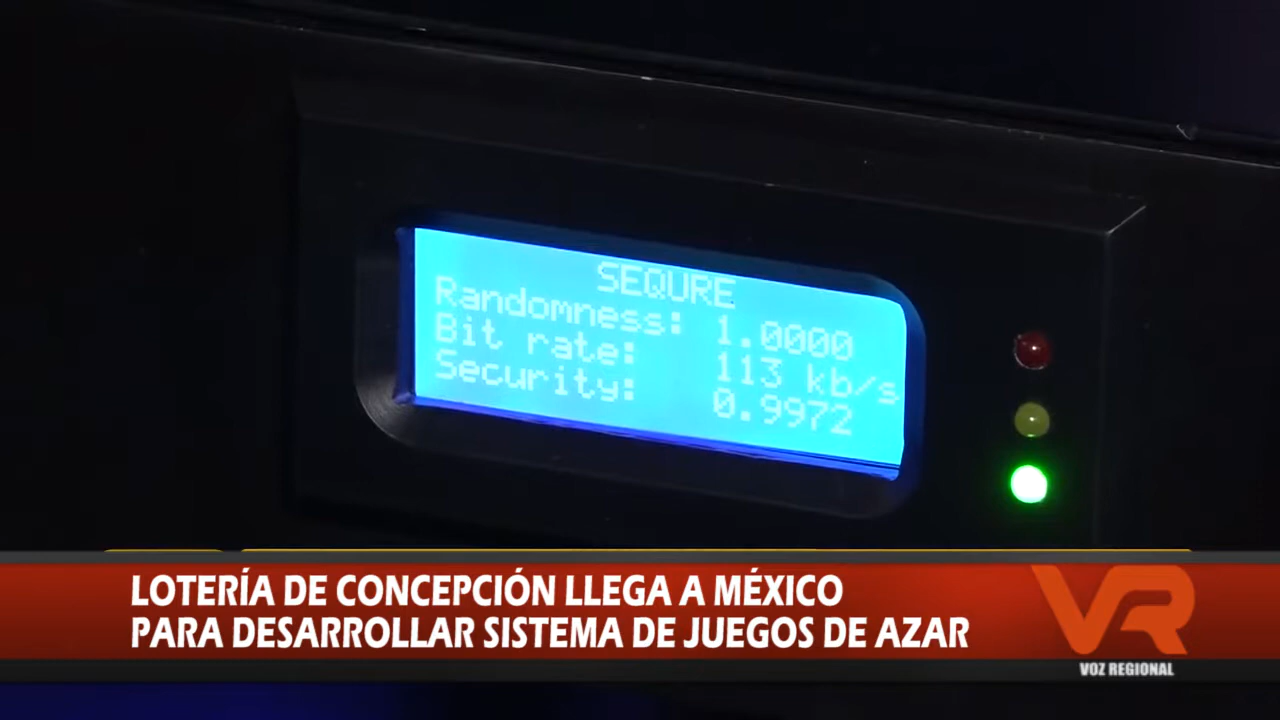 SEQURE
Randomness: 1.0000
Bit rate: 113 kb/s
Security: 0.9972
LOTERÍA DE CONCEPCIÓN LLEGA A MÉXICO
PARA DESARROLLAR SISTEMA DE JUEGOS DE AZAR
VR
VOZ REGIONAL